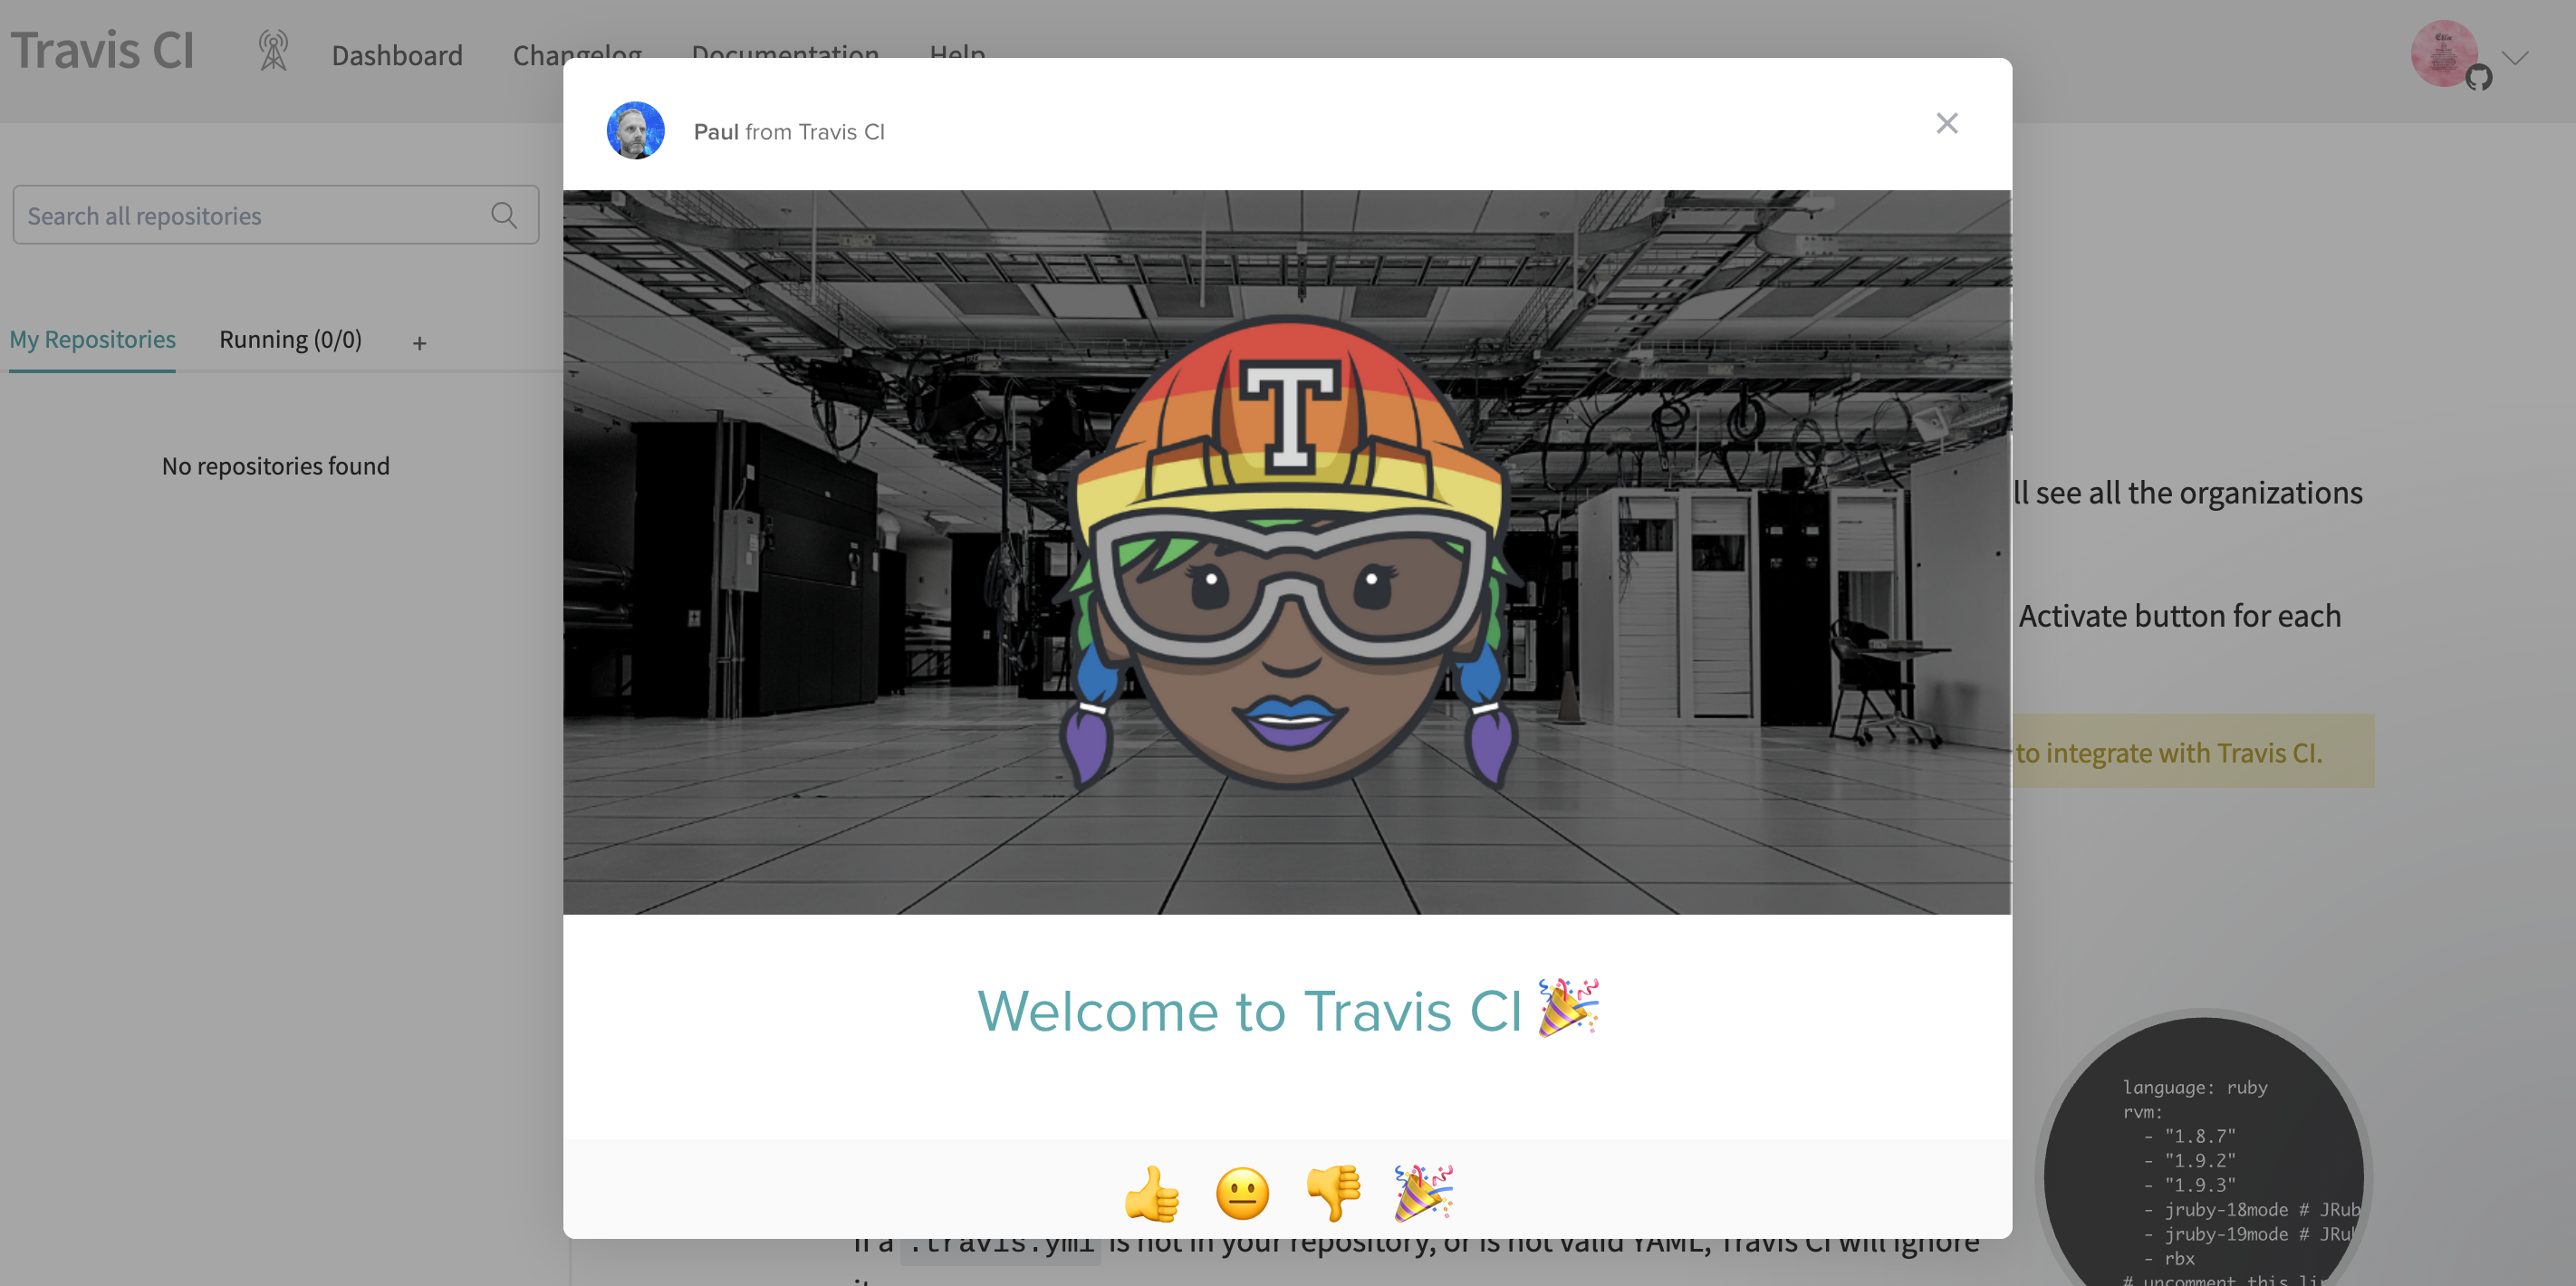 Travis CI
Dashboard
Changelog
Documentation
Help
Paul from Travis CI
Search all repositories
My Repositories
Running (0/0)
+
No repositories found
T
ll see all the organizations
Activate button for each
to integrate with Travis CI.
Welcome to Travis CI
language: ruby
rvm:
- "1.8.7"
- "1.9.2"
- "1.9.3"
- jruby-18mode # JRub
- jruby-19mode # JRu
- rbx
# uncomment this li
If a .travis.yml is not in your repository, or is not valid YAML, Travis CI will ignore
it